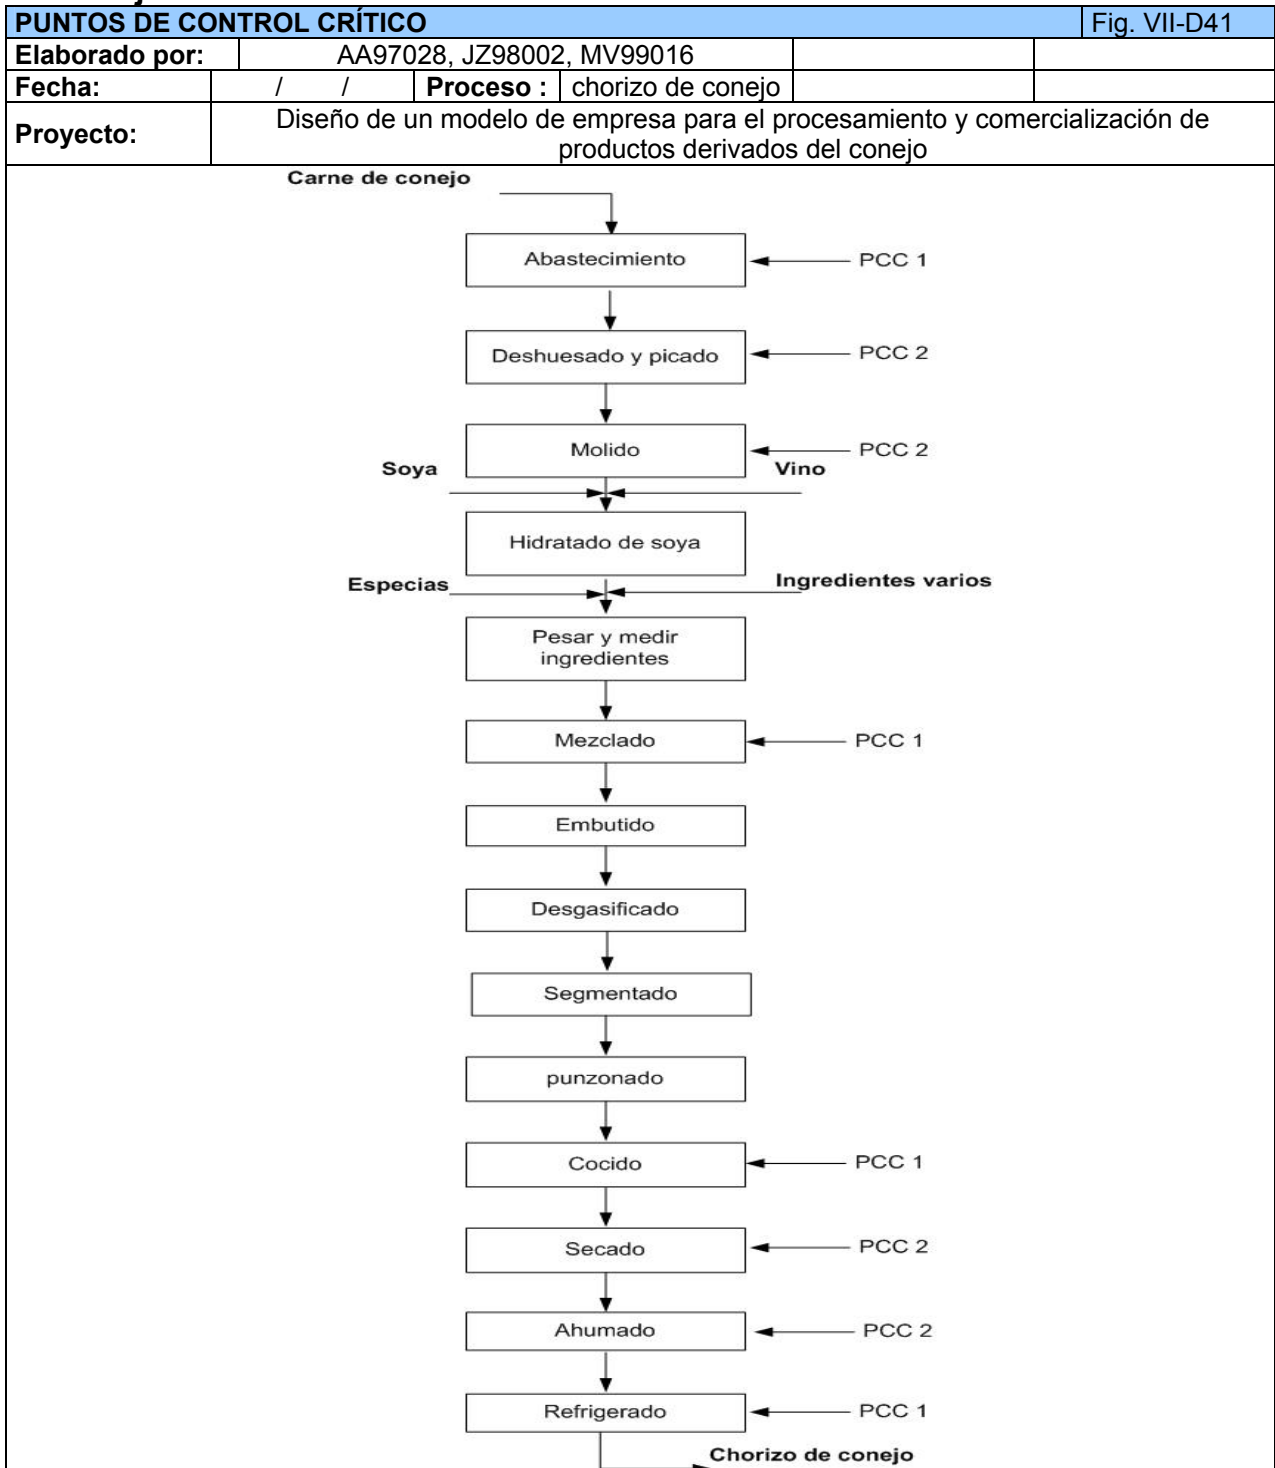 PUNTOS DE CONTROL CRÍTICO Fig. VII-D41
Elaborado por: AA97028, JZ98002, MV99016
Fecha: / / Proceso : chorizo de conejo
Proyecto: Diseño de un modelo de empresa para el procesamiento y comercialización de
productos derivados del conejo
Carne de conejo
Abastecimiento PCC 1
Deshuesado y picado PCC 2
Molido PCC 2
Soya Vino
Hidratado de soya
Especias Ingredientes varios
Pesar y medir
ingredientes
Mezclado PCC 1
Embutido
Desgasificado
Segmentado
punzonado
Cocido PCC 1
Secado PCC 2
Ahumado PCC 2
Refrigerado PCC 1
Chorizo de conejo